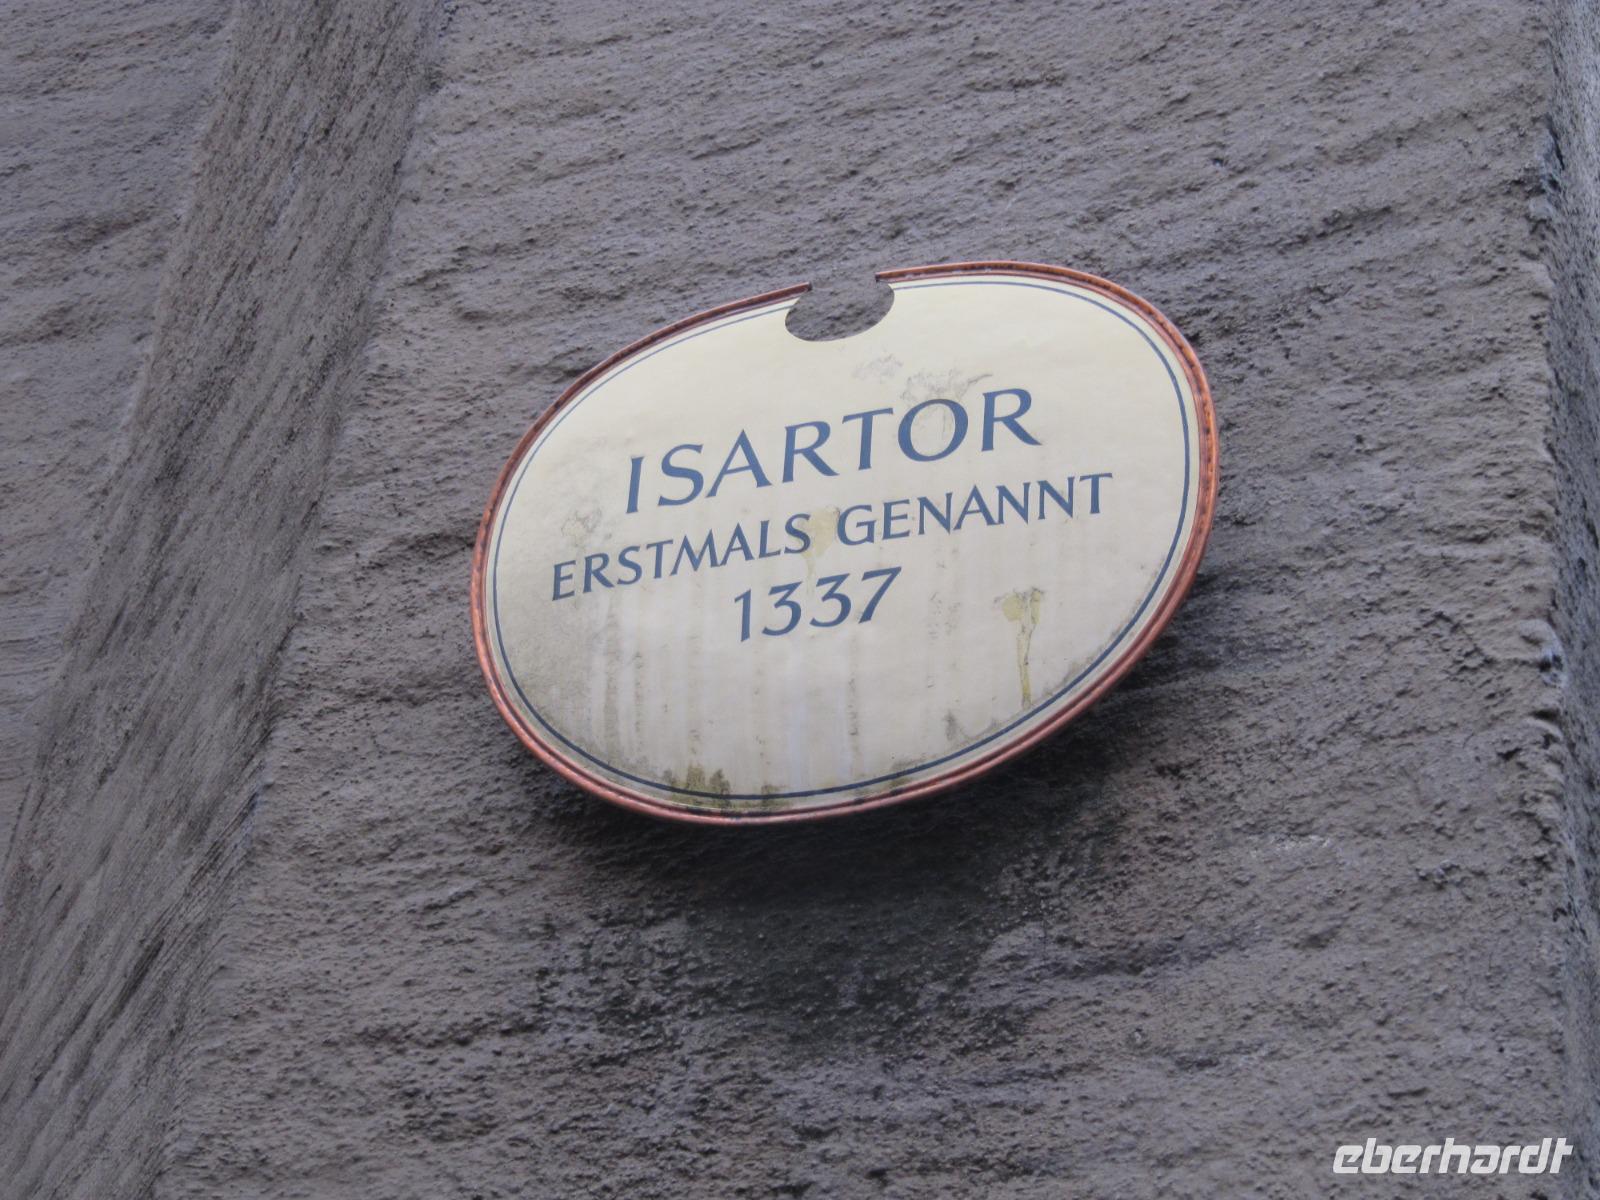 ISARTOR
ERSTMALS GENANNT
1337
eberhardt